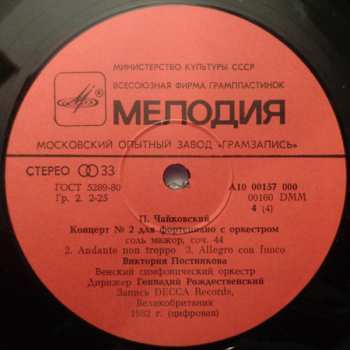 МИНИСТЕРСТВО КУЛЬТУРЫ СССР
ВСЕСОЮЗНАЯ ФИРМА ГРАМПЛАСТИНОК
МЕЛОДИЯ
МОСКОВСКИЙ ОПЫТНЫЙ ЗАВОД «ГРАМЗАПИСЬ»
СТЕРЕО 33
ГОСТ 5289-80
Гр. 2. 2-25
А10 00157 000
00160 DMM
4 (4)
П. Чайковский
Концерт № 2 для фортепиано с оркестром
соль мажор, соч. 44
2. Andante non troppo 3. Allegro con fuoco
Виктория Постникова
Венский симфонический оркестр
Дирижер Геннадий Рождественский
Запись DECCA Records,
Великобритания
1982 г (цифровая)